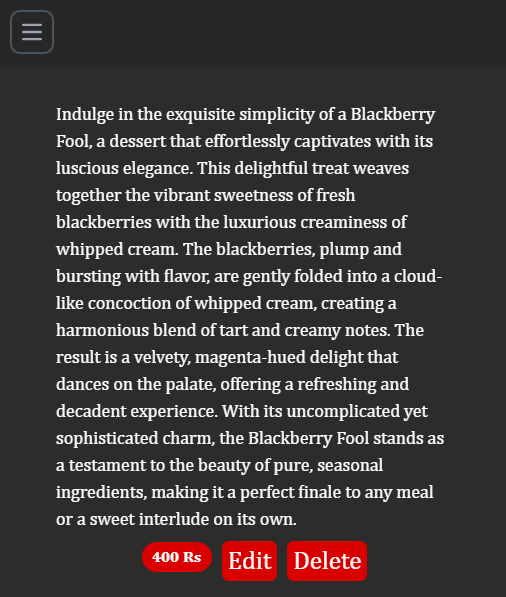 Indulge in the exquisite simplicity of a Blackberry
Fool, a dessert that effortlessly captivates with its
luscious elegance. This delightful treat weaves
together the vibrant sweetness of fresh
blackberries with the luxurious creaminess of
whipped cream. The blackberries, plump and
bursting with flavor, are gently folded into a cloud-
like concoction of whipped cream, creating a
harmonious blend of tart and creamy notes. The
result is a velvety, magenta-hued delight that
dances on the palate, offering a refreshing and
decadent experience. With its uncomplicated yet
sophisticated charm, the Blackberry Fool stands as
a testament to the beauty of pure, seasonal
ingredients, making it a perfect finale to any meal
or a sweet interlude on its own.
400 Rs Edit Delete